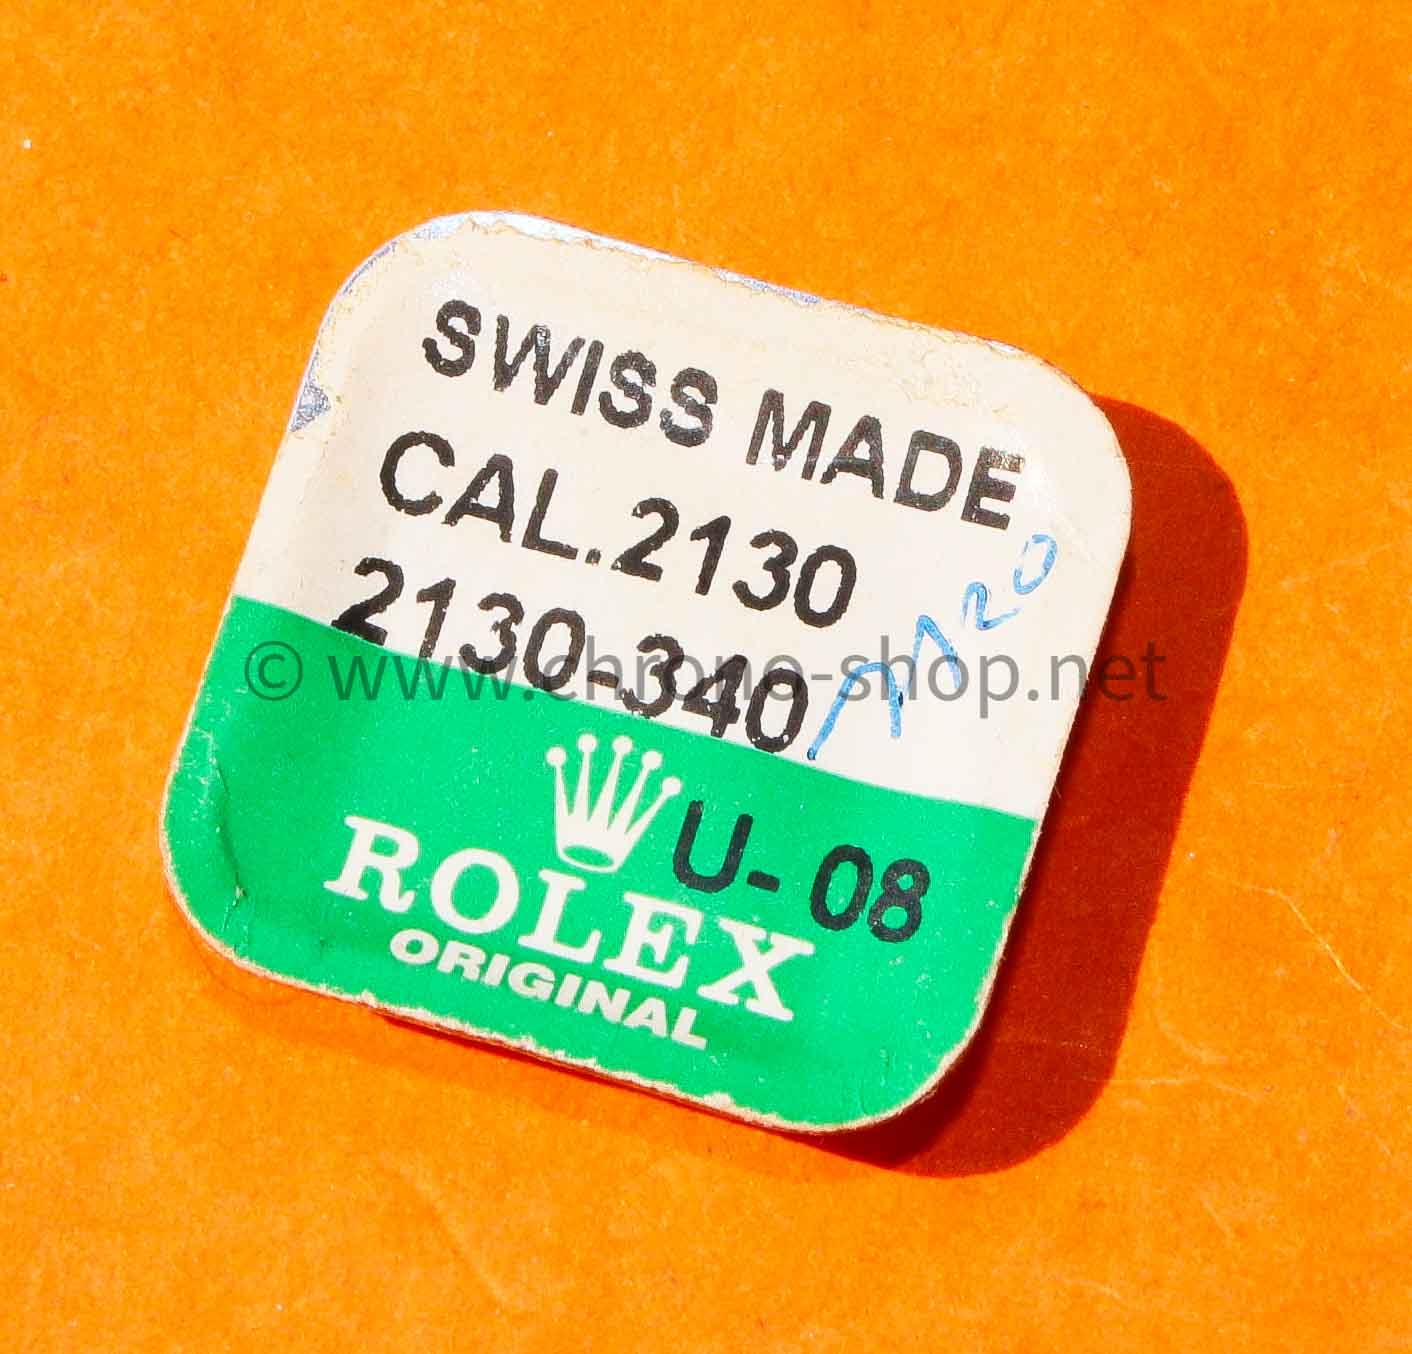 SWISS MADE
CAL.2130
2130-340
© www.chrono-shop.net
U-08
ROLEX
ORIGINAL